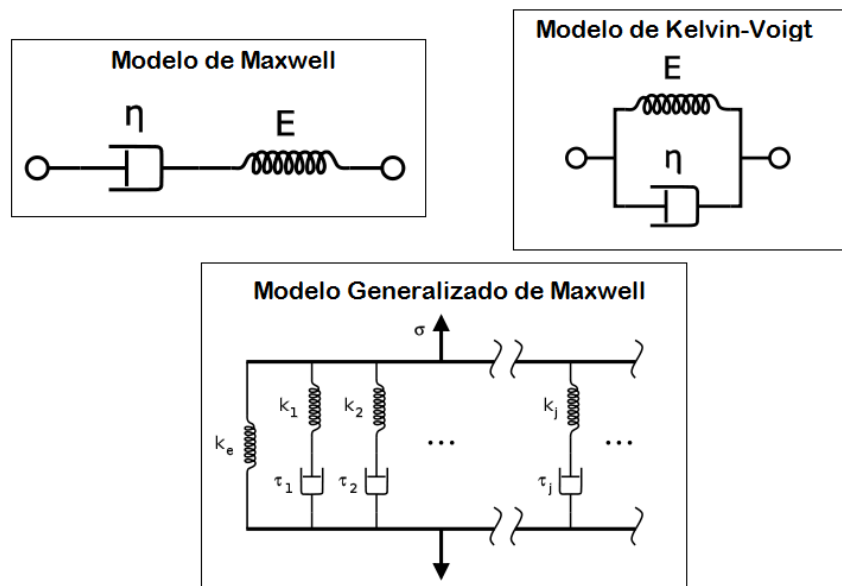 Modelo de Maxwell
η
E
Modelo de Kelvin-Voigt
E
η
Modelo Generalizado de Maxwell
σ
k₁ k₂ kⱼ
kₑ
... ...
τ₁ τ₂ τⱼ